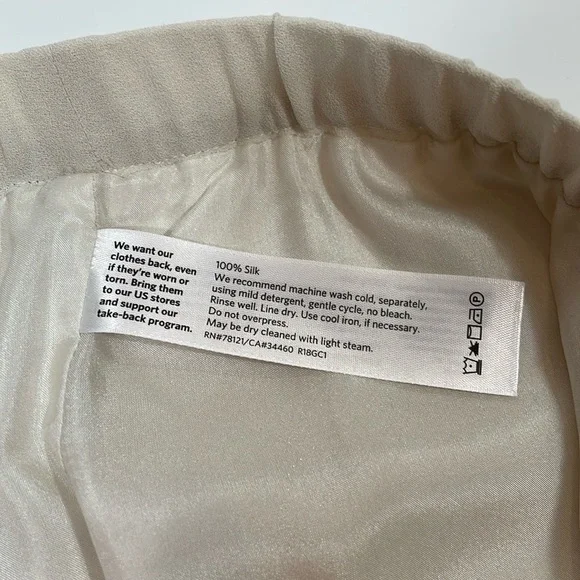 We want our
clothes back, even
if they're worn or
torn. Bring them
to our US stores
and support our
take-back program.
100% Silk
We recommend machine wash cold, separately,
using mild detergent, gentle cycle, no bleach.
Rinse well. Line dry. Use cool iron, if necessary.
Do not overpress.
May be dry cleaned with light steam.
RN#78121/CA#34460 R18GC1
P